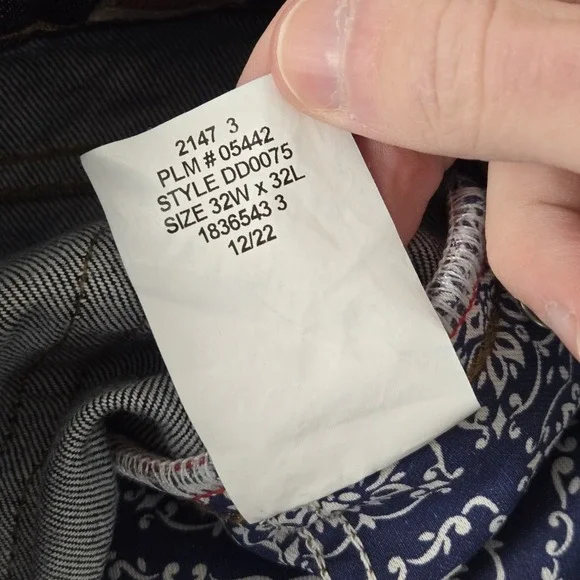 2147 3
PLM # 05442
STYLE DD0075
SIZE 32W x 32L
1836543 3
12/22